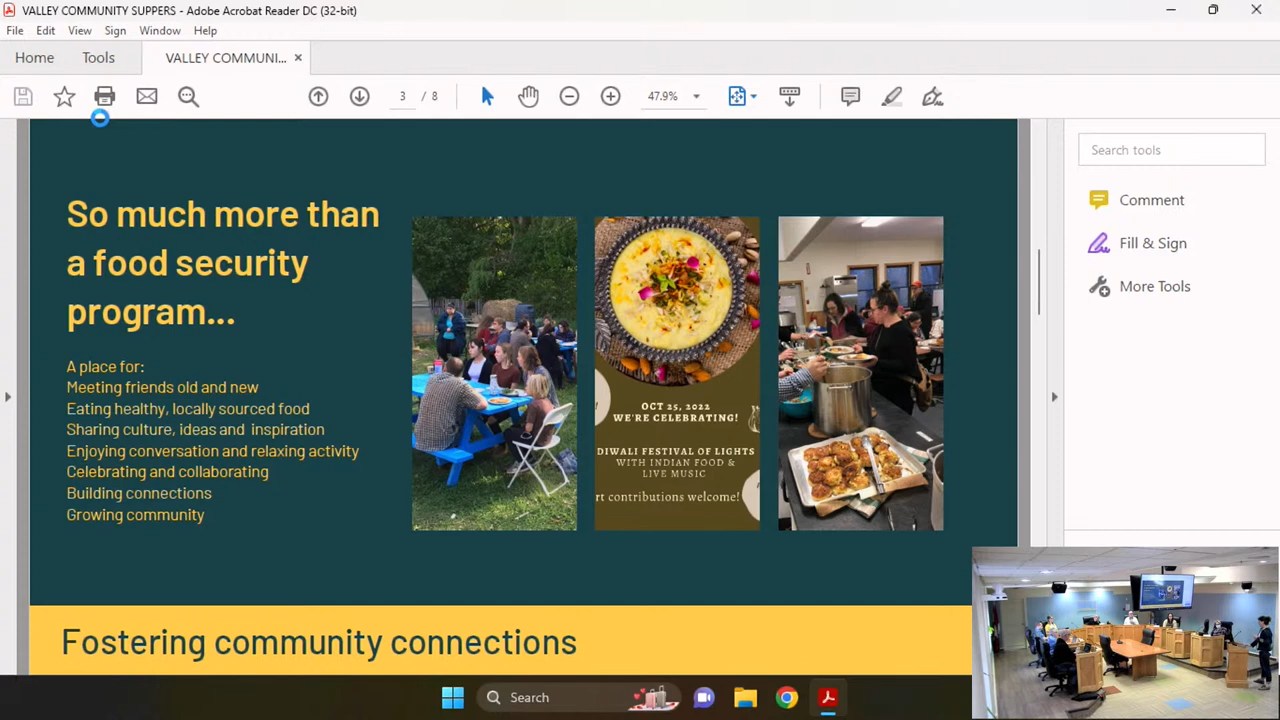 VALLEY COMMUNITY SUPPERS - Adobe Acrobat Reader DC (32-bit)
File Edit View Sign Window Help
Home Tools VALLEY COMMUNI...
3 / 8 47.9%
Search tools
Comment
Fill & Sign
More Tools
So much more than
a food security
program...
A place for:
Meeting friends old and new
Eating healthy, locally sourced food
Sharing culture, ideas and inspiration
Enjoying conversation and relaxing activity
Celebrating and collaborating
Building connections
Growing community
OCT 25, 2022
WE'RE CELEBRATING!
DIWALI FESTIVAL OF LIGHTS
WITH INDIAN FOOD &
LIVE MUSIC
rt contributions welcome!
Fostering community connections
Search